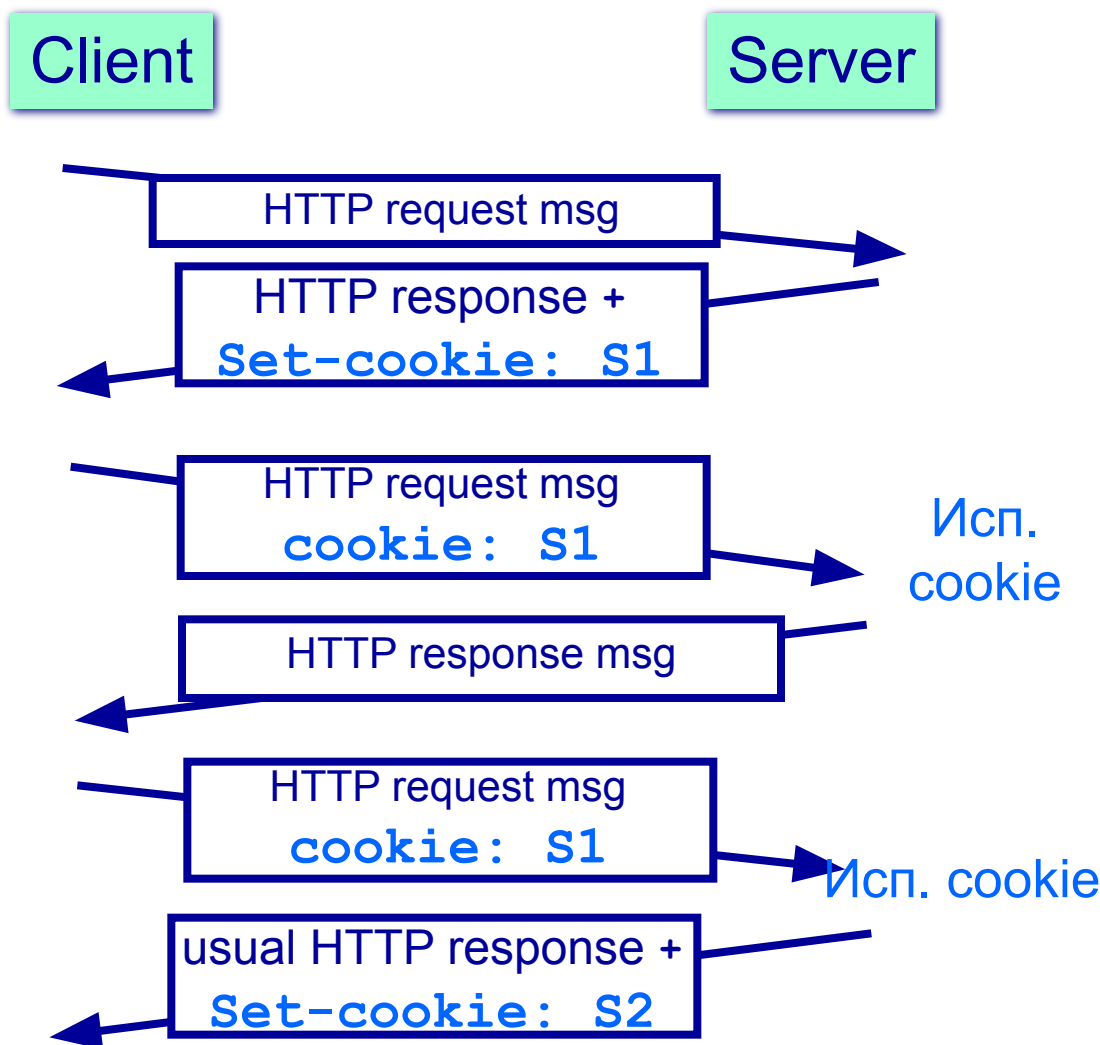 Client
Server
HTTP request msg
HTTP response +
Set-cookie: S1
HTTP request msg
cookie: S1
Исп.
cookie
HTTP response msg
HTTP request msg
cookie: S1
Исп. cookie
usual HTTP response +
Set-cookie: S2